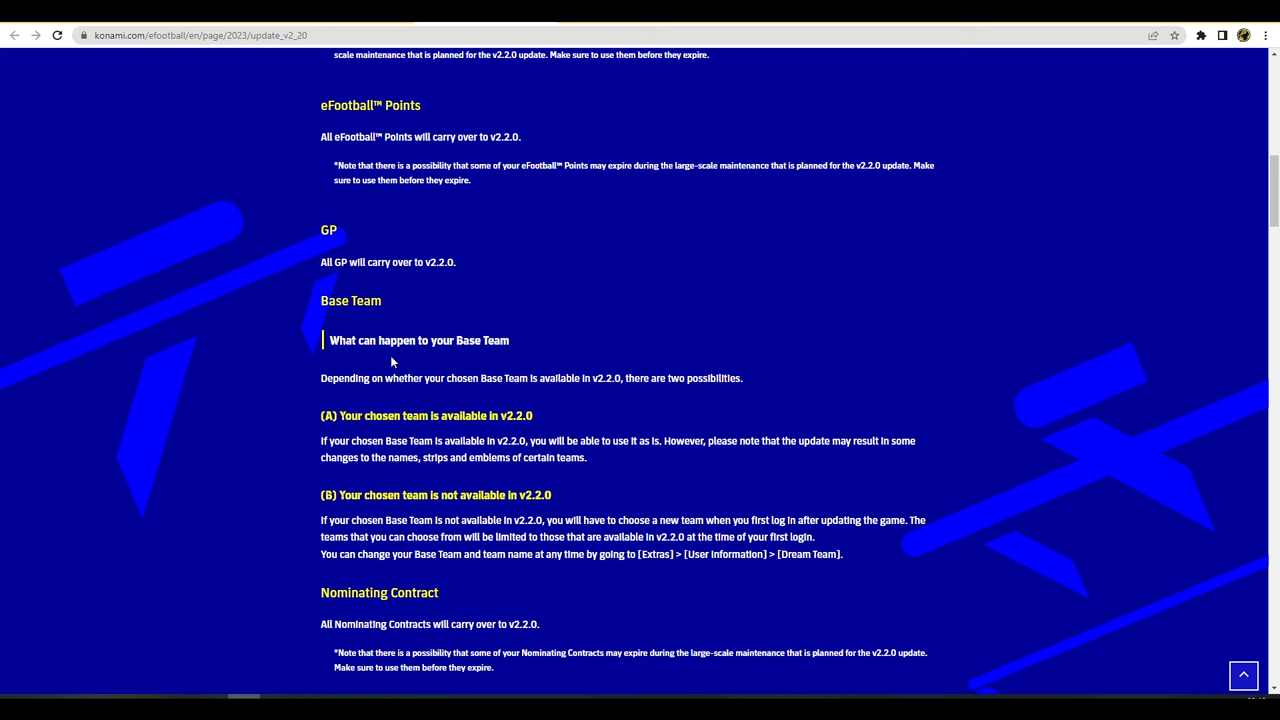 konami.com/efootball/en/page/2023/update_v2_20
scale maintenance that is planned for the v2.2.0 update. Make sure to use them before they expire.
eFootball™ Points
All eFootball™ Points will carry over to v2.2.0.
*Note that there is a possibility that some of your eFootball™ Points may expire during the large-scale maintenance that is planned for the v2.2.0 update. Make
sure to use them before they expire.
GP
All GP will carry over to v2.2.0.
Base Team
What can happen to your Base Team
Depending on whether your chosen Base Team is available in v2.2.0, there are two possibilities.
(A) Your chosen team is available in v2.2.0
If your chosen Base Team is available in v2.2.0, you will be able to use it as is. However, please note that the update may result in some
changes to the names, strips and emblems of certain teams.
(B) Your chosen team is not available in v2.2.0
If your chosen Base Team is not available in v2.2.0, you will have to choose a new team when you first log in after updating the game. The
teams that you can choose from will be limited to those that are available in v2.2.0 at the time of your first login.
You can change your Base Team and team name at any time by going to [Extras] > [User Information] > [Dream Team].
Nominating Contract
All Nominating Contracts will carry over to v2.2.0.
*Note that there is a possibility that some of your Nominating Contracts may expire during the large-scale maintenance that is planned for the v2.2.0 update.
Make sure to use them before they expire.